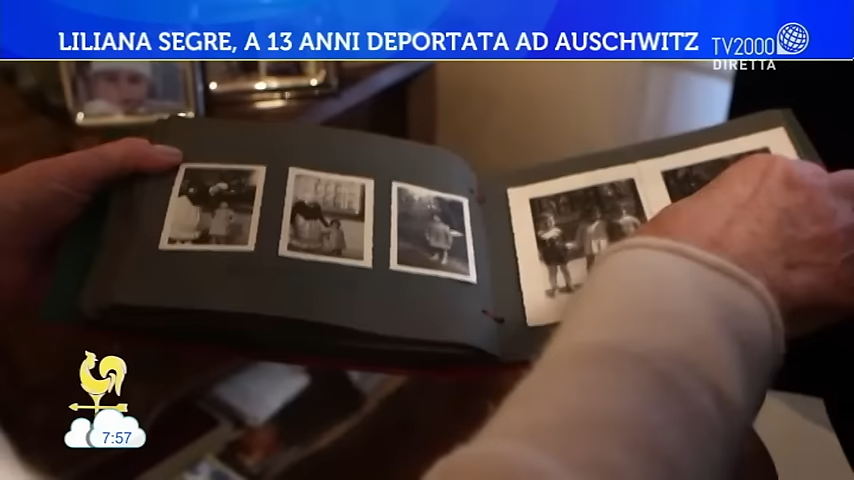 LILIANA SEGRE, A 13 ANNI DEPORTATA AD AUSCHWITZ
TV2000
DIRETTA
7:57